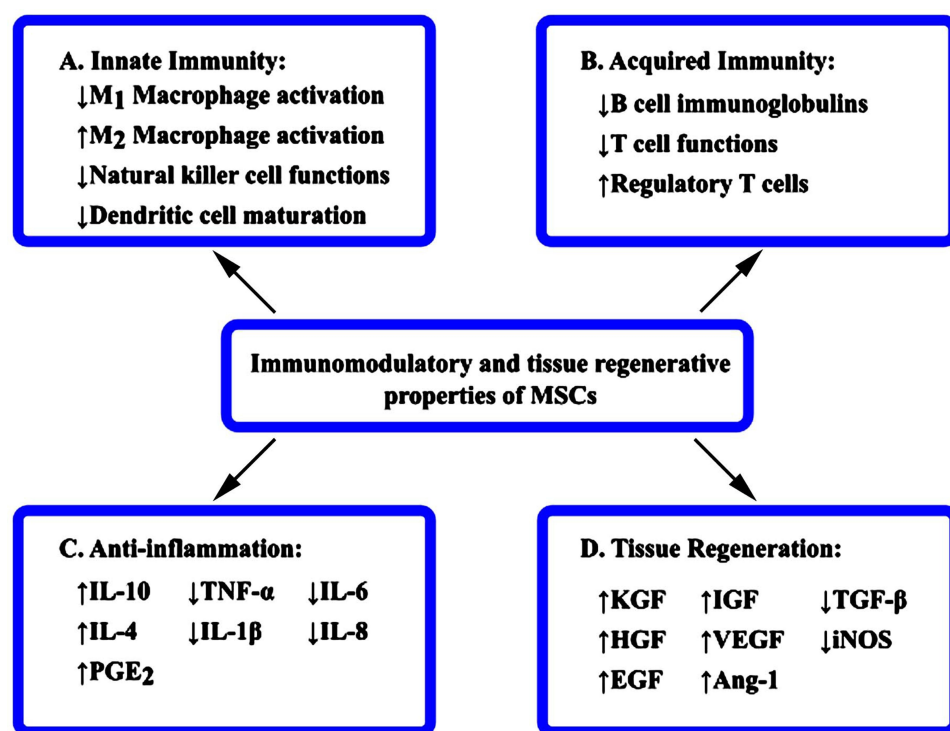 A. Innate Immunity:
↓M1 Macrophage activation
↑M2 Macrophage activation
↓Natural killer cell functions
↓Dendritic cell maturation
B. Acquired Immunity:
↓B cell immunoglobulins
↓T cell functions
↑Regulatory T cells
Immunomodulatory and tissue regenerative
properties of MSCs
C. Anti-inflammation:
↑IL-10 ↓TNF-α ↓IL-6
↑IL-4 ↓IL-1β ↓IL-8
↑PGE2
D. Tissue Regeneration:
↑KGF ↑IGF ↓TGF-β
↑HGF ↑VEGF ↓iNOS
↑EGF ↑Ang-1